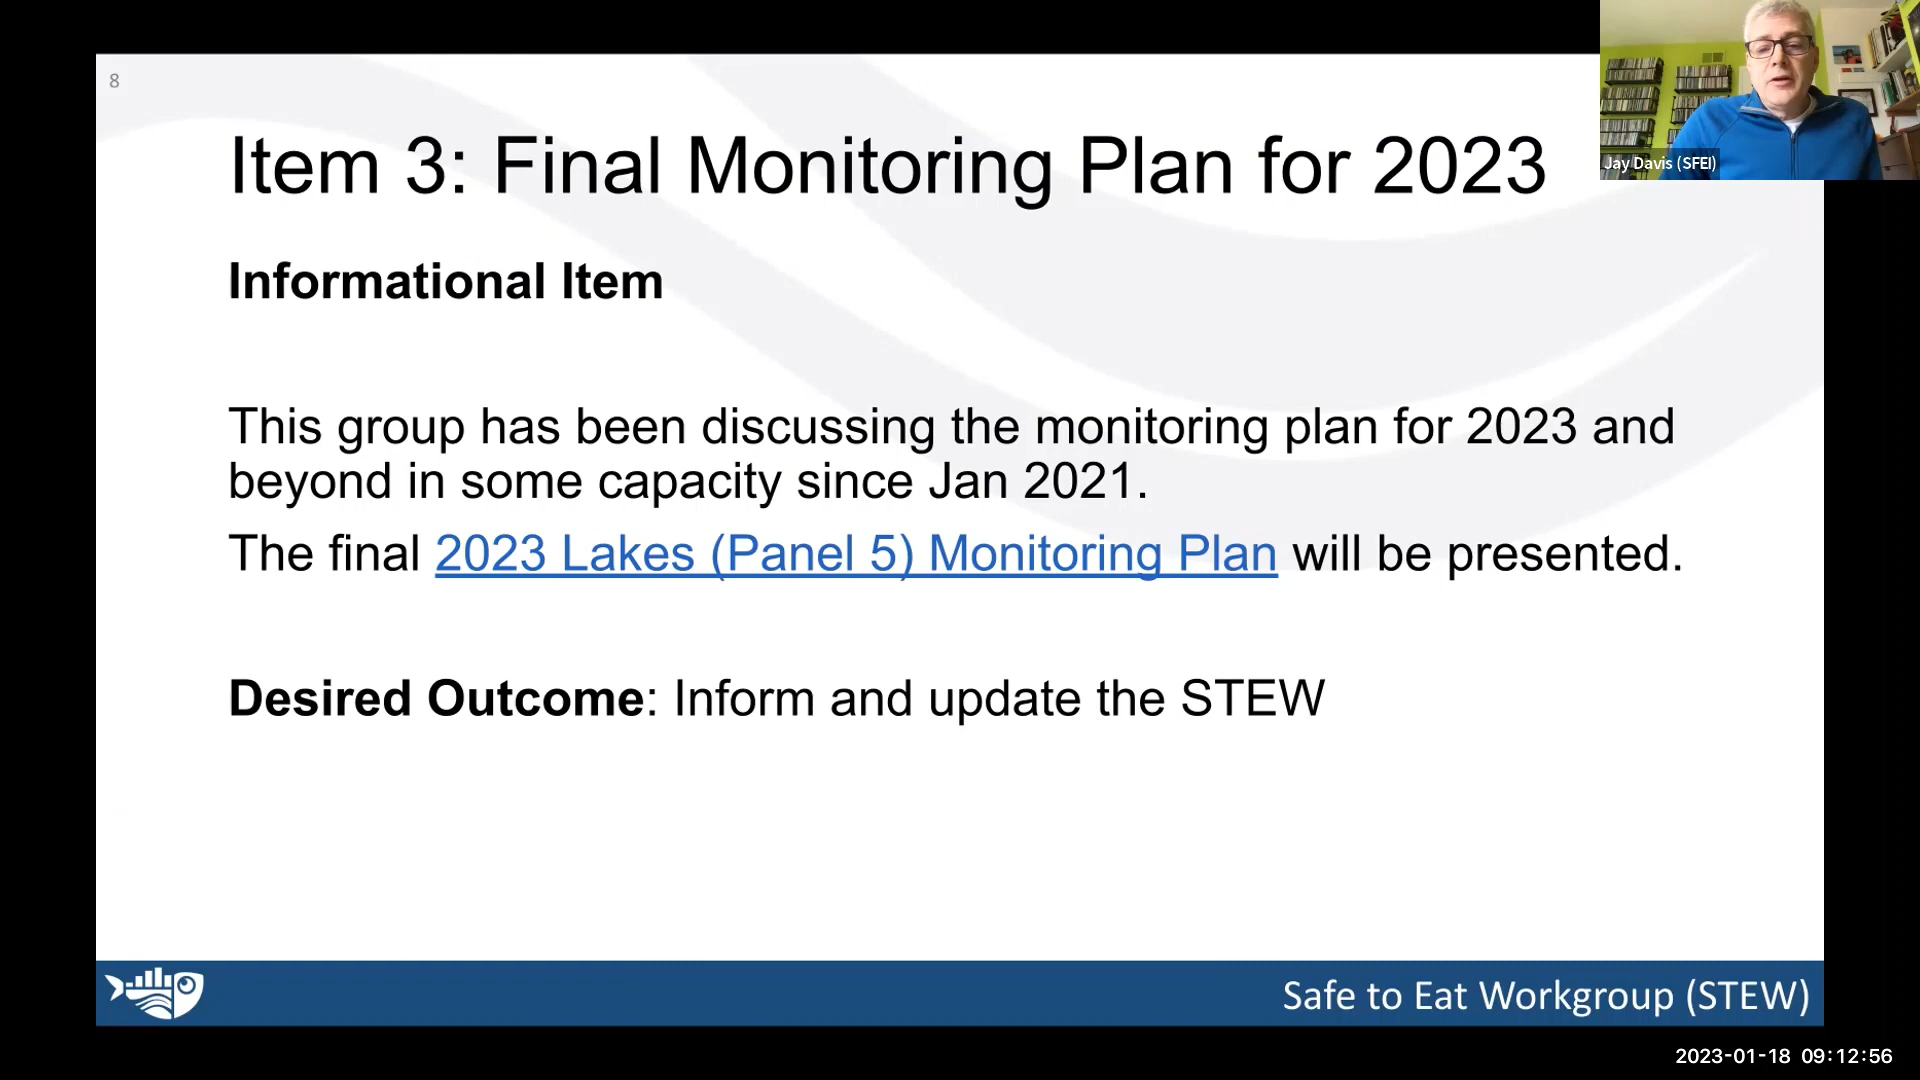 8
Item 3: Final Monitoring Plan for 2023
Jay Davis (SFEI)
Informational Item
This group has been discussing the monitoring plan for 2023 and
beyond in some capacity since Jan 2021.
The final 2023 Lakes (Panel 5) Monitoring Plan will be presented.
Desired Outcome: Inform and update the STEW
Safe to Eat Workgroup (STEW)
2023-01-18 09:12:56